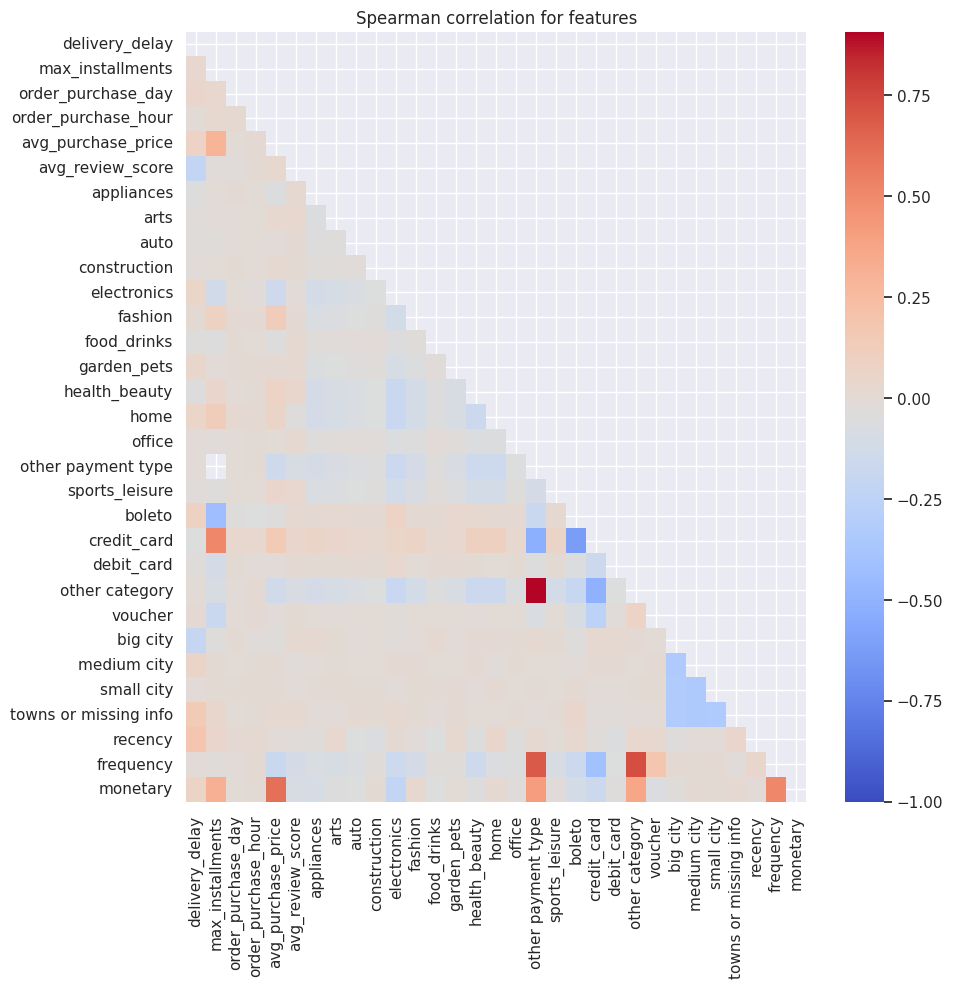 Spearman correlation for features
delivery_delay
max_installments
order_purchase_day
order_purchase_hour
avg_purchase_price
avg_review_score
appliances
arts
auto
construction
electronics
fashion
food_drinks
garden_pets
health_beauty
home
office
other payment type
sports_leisure
boleto
credit_card
debit_card
other category
voucher
big city
medium city
small city
towns or missing info
recency
frequency
monetary
delivery_delay
max_installments
order_purchase_day
order_purchase_hour
avg_purchase_price
avg_review_score
appliances
arts
auto
construction
electronics
fashion
food_drinks
garden_pets
health_beauty
home
office
other payment type
sports_leisure
boleto
credit_card
debit_card
other category
voucher
big city
medium city
small city
towns or missing info
recency
frequency
monetary
0.75
0.50
0.25
0.00
−0.25
−0.50
−0.75
−1.00